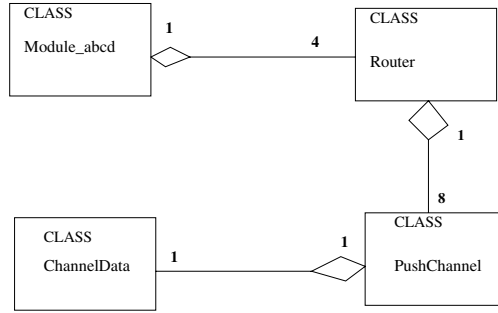 CLASS
Module_abcd
1
4
CLASS
Router
1
8
CLASS
ChannelData
1
1
CLASS
PushChannel